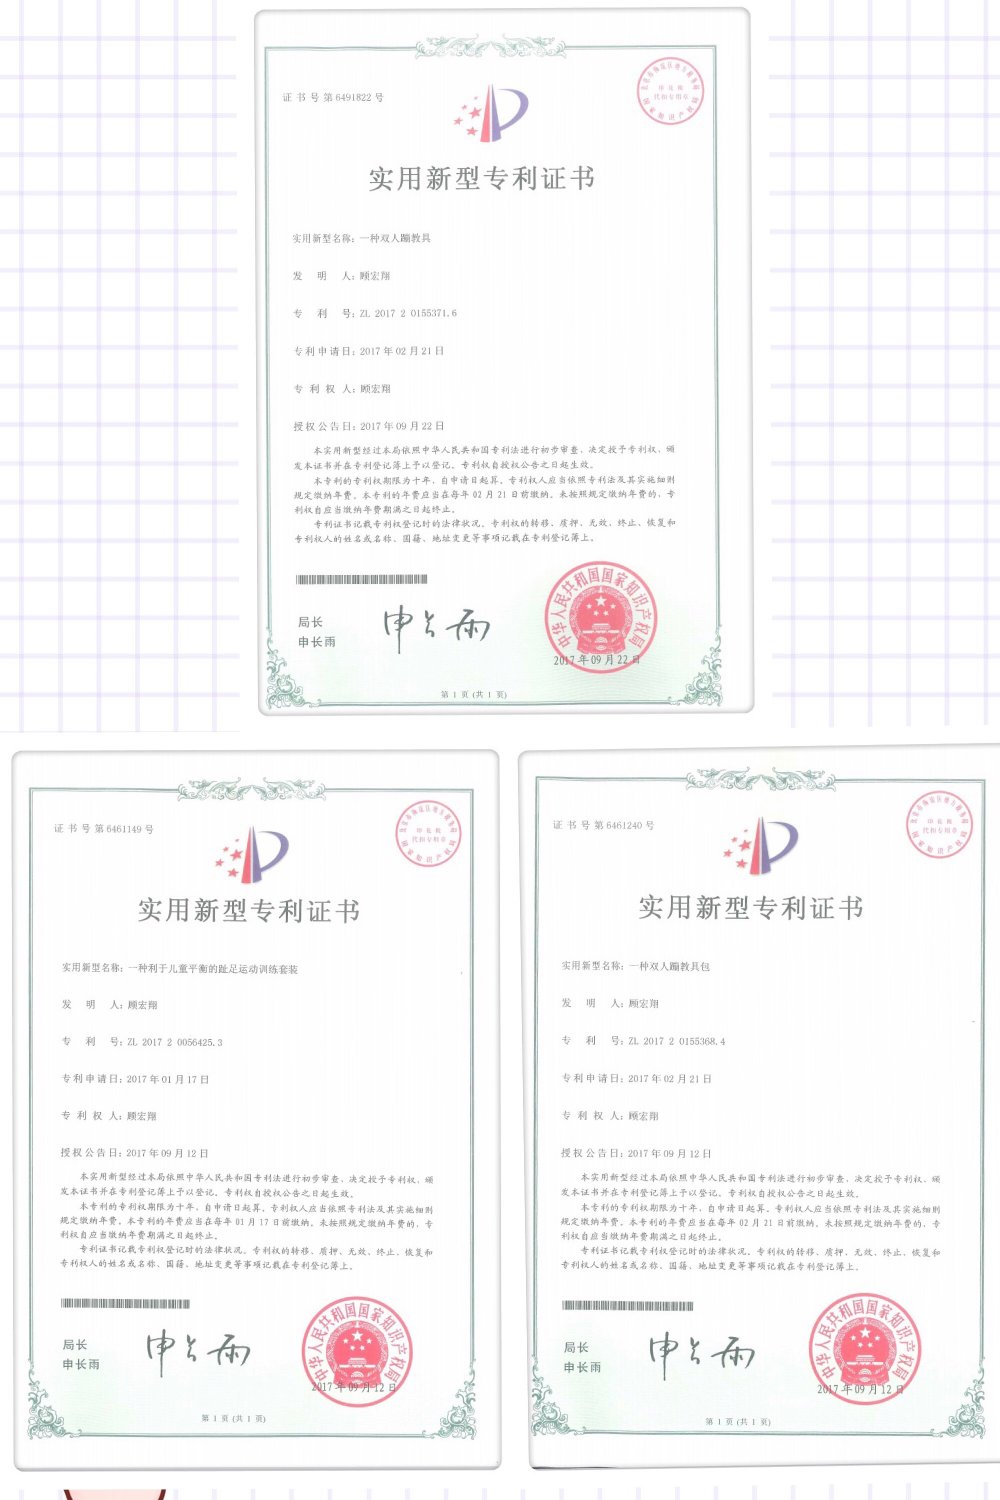 证书号第6491822号
实用新型专利证书
实用新型名称：一种双人蹦教具
发明人：顾宏翔
专利号：ZL 2017 2 0155371.6
专利申请日：2017年02月21日
专利权人：顾宏翔
授权公告日：2017年09月22日
本实用新型经过本局依照中华人民共和国专利法进行初步审查，决定授予专利权，颁
发本证书并在专利登记簿上予以登记。专利权自授权公告之日起生效。
本专利的专利权期限为十年，自申请日起算。专利权人应当依照专利法及其实施细则
规定缴纳年费。本专利的年费应当在每年02月21日前缴纳。未按照规定缴纳年费的，专
利权自应当缴纳年费期满之日起终止。
专利证书记载专利权登记时的法律状况。专利权的转移、质押、无效、终止、恢复和
专利权人的姓名或名称、国籍、地址变更等事项记载在专利登记簿上。
局长
申长雨
申长雨
中华人民共和国国家知识产权局
2017年09月22日
第 1 页 (共 1 页)
证书号第6461149号
实用新型专利证书
实用新型名称：一种利于儿童平衡的趾足运动训练套装
发明人：顾宏翔
专利号：ZL 2017 2 0056425.3
专利申请日：2017年01月17日
专利权人：顾宏翔
授权公告日：2017年09月12日
本实用新型经过本局依照中华人民共和国专利法进行初步审查，决定授予专利权，颁
发本证书并在专利登记簿上予以登记。专利权自授权公告之日起生效。
本专利的专利权期限为十年，自申请日起算。专利权人应当依照专利法及其实施细则
规定缴纳年费。本专利的年费应当在每年01月17日前缴纳。未按照规定缴纳年费的，专
利权自应当缴纳年费期满之日起终止。
专利证书记载专利权登记时的法律状况。专利权的转移、质押、无效、终止、恢复和
专利权人的姓名或名称、国籍、地址变更等事项记载在专利登记簿上。
局长
申长雨
申长雨
中华人民共和国国家知识产权局
2017年09月12日
第 1 页 (共 1 页)
证书号第6461240号
实用新型专利证书
实用新型名称：一种双人蹦教具包
发明人：顾宏翔
专利号：ZL 2017 2 0155368.4
专利申请日：2017年02月21日
专利权人：顾宏翔
授权公告日：2017年09月12日
本实用新型经过本局依照中华人民共和国专利法进行初步审查，决定授予专利权，颁
发本证书并在专利登记簿上予以登记。专利权自授权公告之日起生效。
本专利的专利权期限为十年，自申请日起算。专利权人应当依照专利法及其实施细则
规定缴纳年费。本专利的年费应当在每年02月21日前缴纳。未按照规定缴纳年费的，专
利权自应当缴纳年费期满之日起终止。
专利证书记载专利权登记时的法律状况。专利权的转移、质押、无效、终止、恢复和
专利权人的姓名或名称、国籍、地址变更等事项记载在专利登记簿上。
局长
申长雨
申长雨
中华人民共和国国家知识产权局
2017年09月12日
第 1 页 (共 1 页)